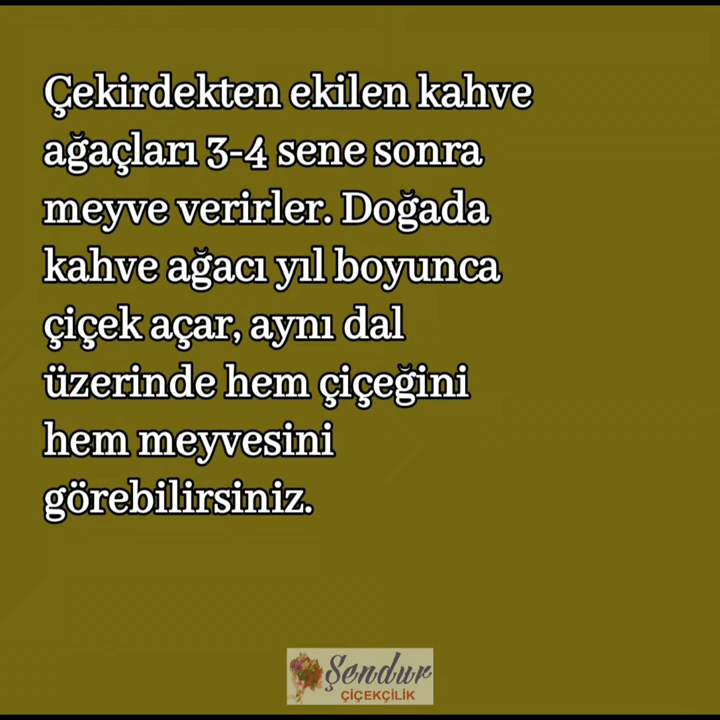 Çekirdekten ekilen kahve
ağaçları 3-4 sene sonra
meyve verirler. Doğada
kahve ağacı yıl boyunca
çiçek açar, aynı dal
üzerinde hem çiçeğini
hem meyvesini
görebilirsiniz.
Şendur
ÇİÇEKÇİLİK